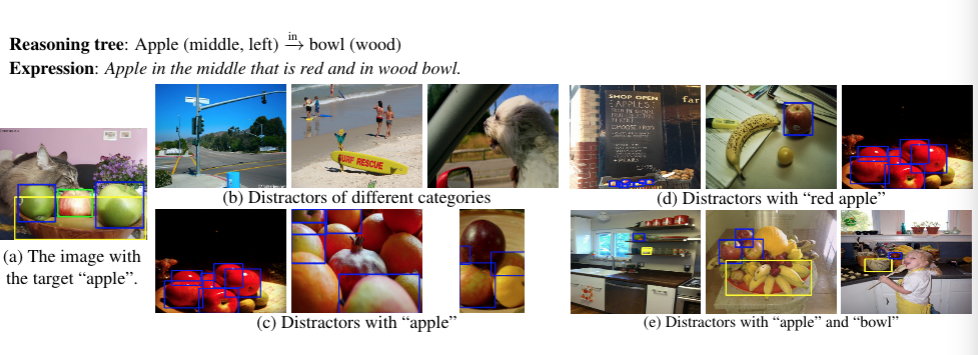 Reasoning tree: Apple (middle, left) in→ bowl (wood)
Expression: Apple in the middle that is red and in wood bowl.
SURF RESCUE
SHOP OPEN
APPLES
CHOOSE FROM
far
(b) Distractors of different categories
(d) Distractors with “red apple”
(a) The image with
the target “apple”.
(c) Distractors with “apple”
(e) Distractors with “apple” and “bowl”